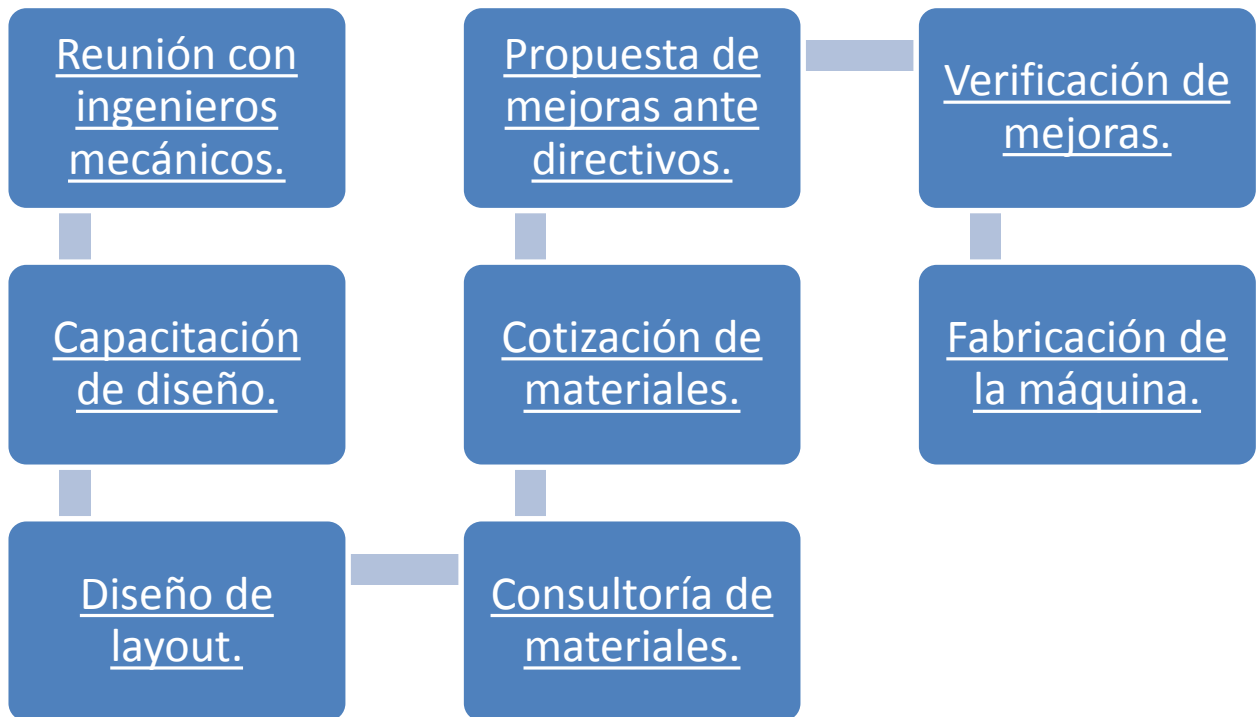 Reunión con
ingenieros
mecánicos.
Capacitación
de diseño.
Diseño de
layout.
Consultoría de
materiales.
Cotización de
materiales.
Propuesta de
mejoras ante
directivos.
Verificación de
mejoras.
Fabricación de
la máquina.